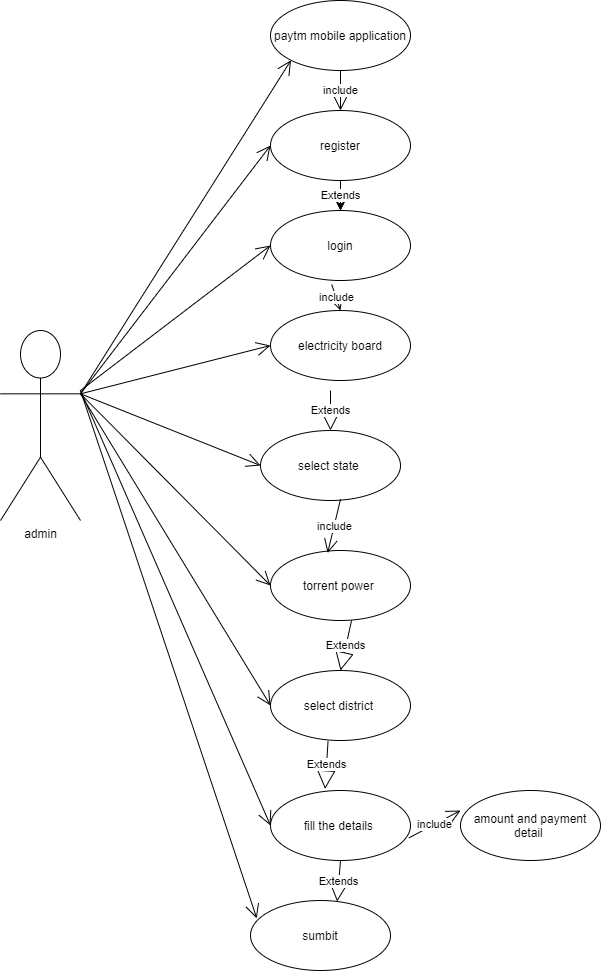 paytm mobile application
include
register
Extends
login
include
electricity board
Extends
select state
include
admin
torrent power
Extends
select district
Extends
fill the details
include
amount and payment
detail
Extends
sumbit